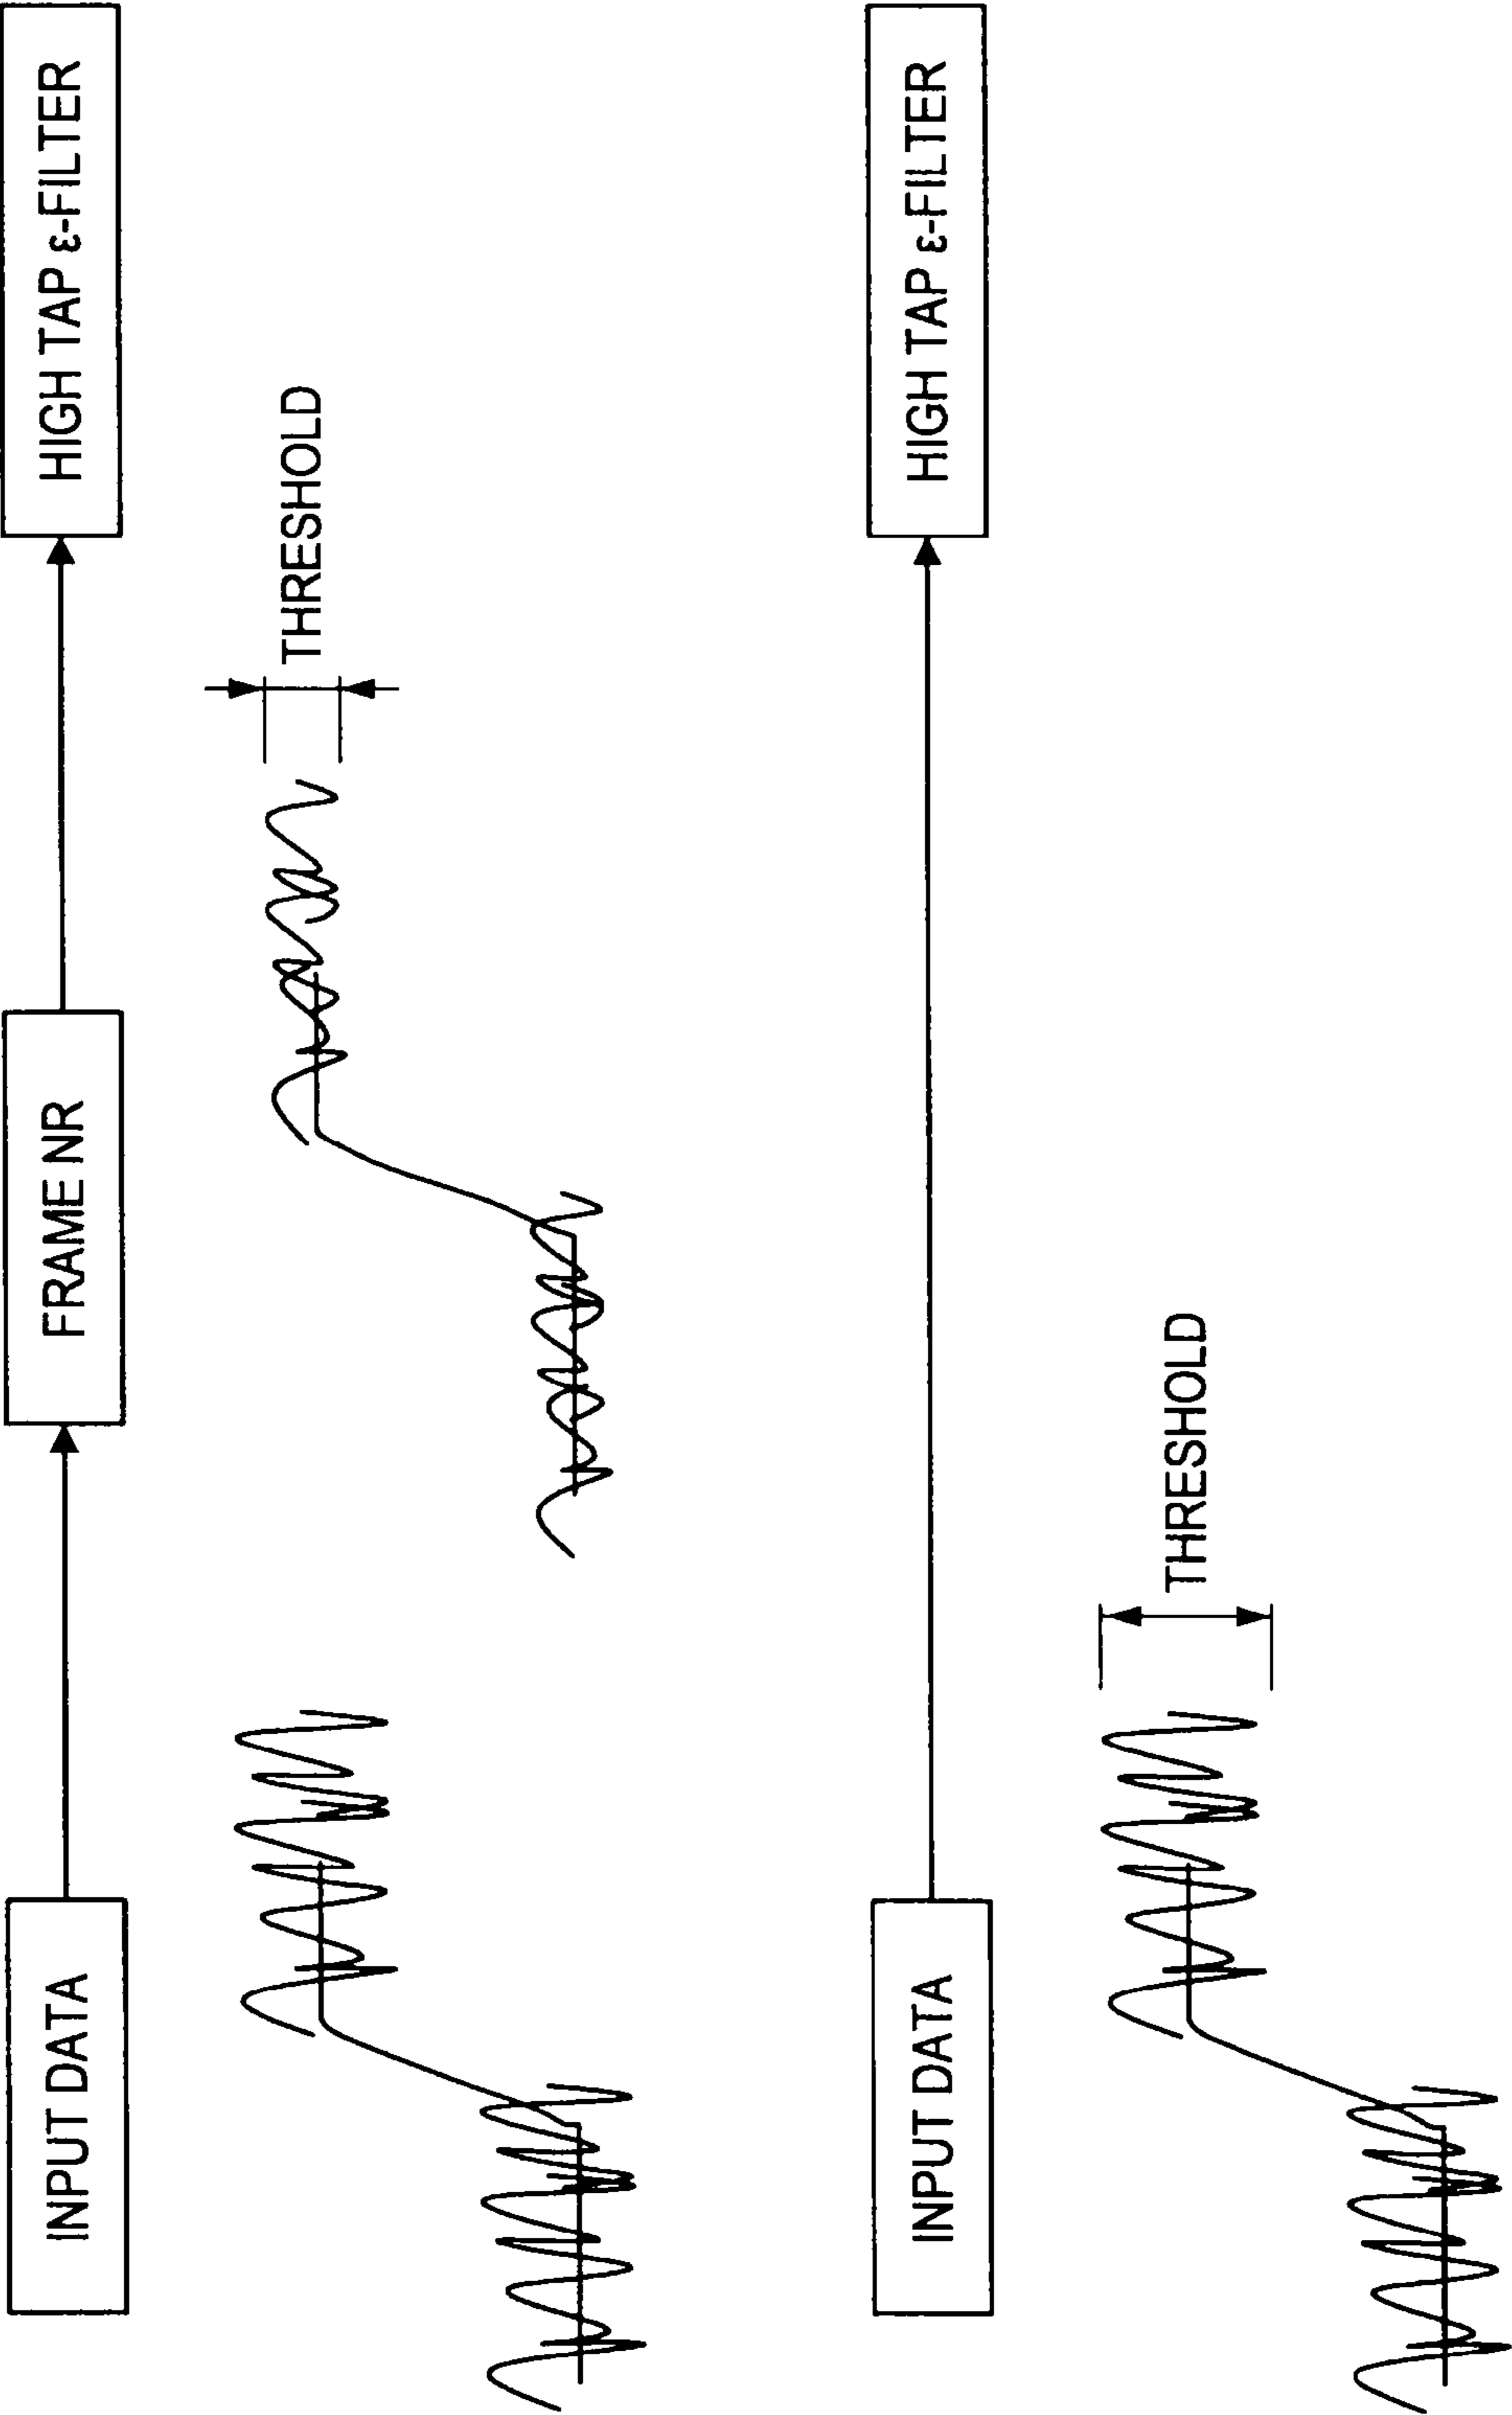 INPUT DATA
FRAME NR
HIGH TAP ε-FILTER
THRESHOLD
INPUT DATA
HIGH TAP ε-FILTER
THRESHOLD